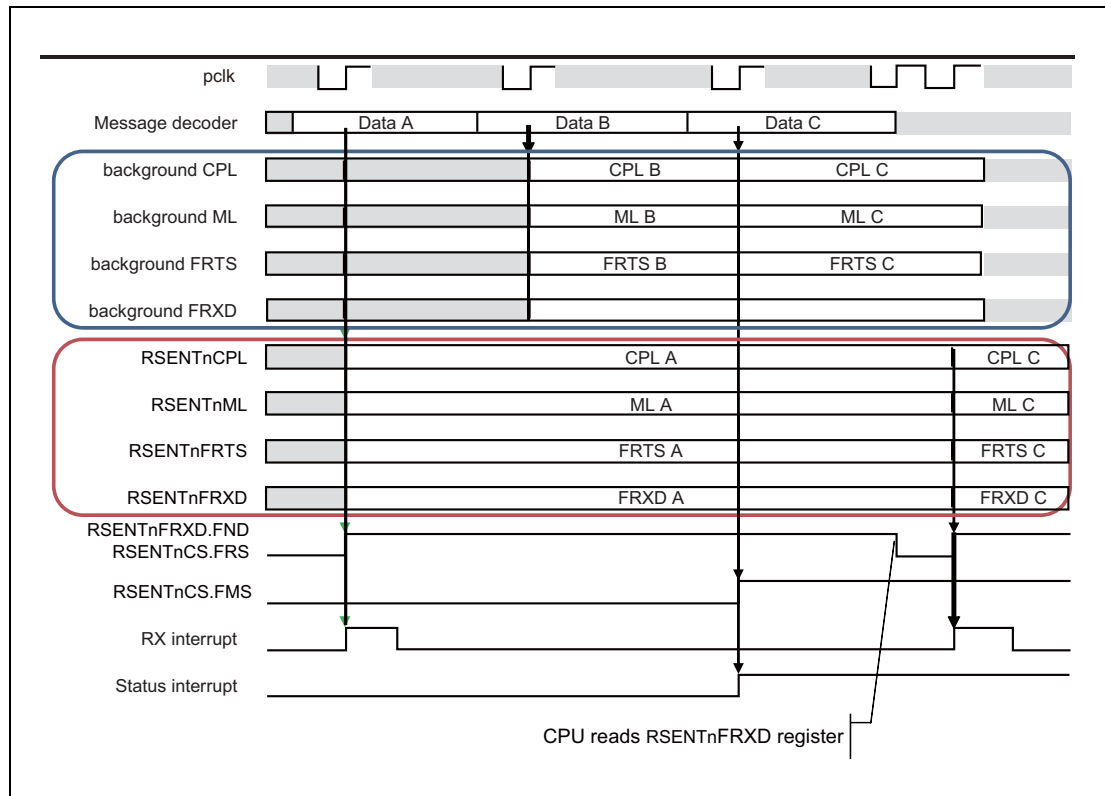 pclk
Message decoder Data A Data B Data C
background CPL CPL B CPL C
background ML ML B ML C
background FRTS FRTS B FRTS C
background FRXD
RSENTnCPL CPL A CPL C
RSENTnML ML A ML C
RSENTnFRTS FRTS A FRTS C
RSENTnFRXD FRXD A FRXD C
RSENTnFRXD.FND
RSENTnCS.FRS
RSENTnCS.FMS
RX interrupt
Status interrupt
CPU reads RSENTnFRXD register